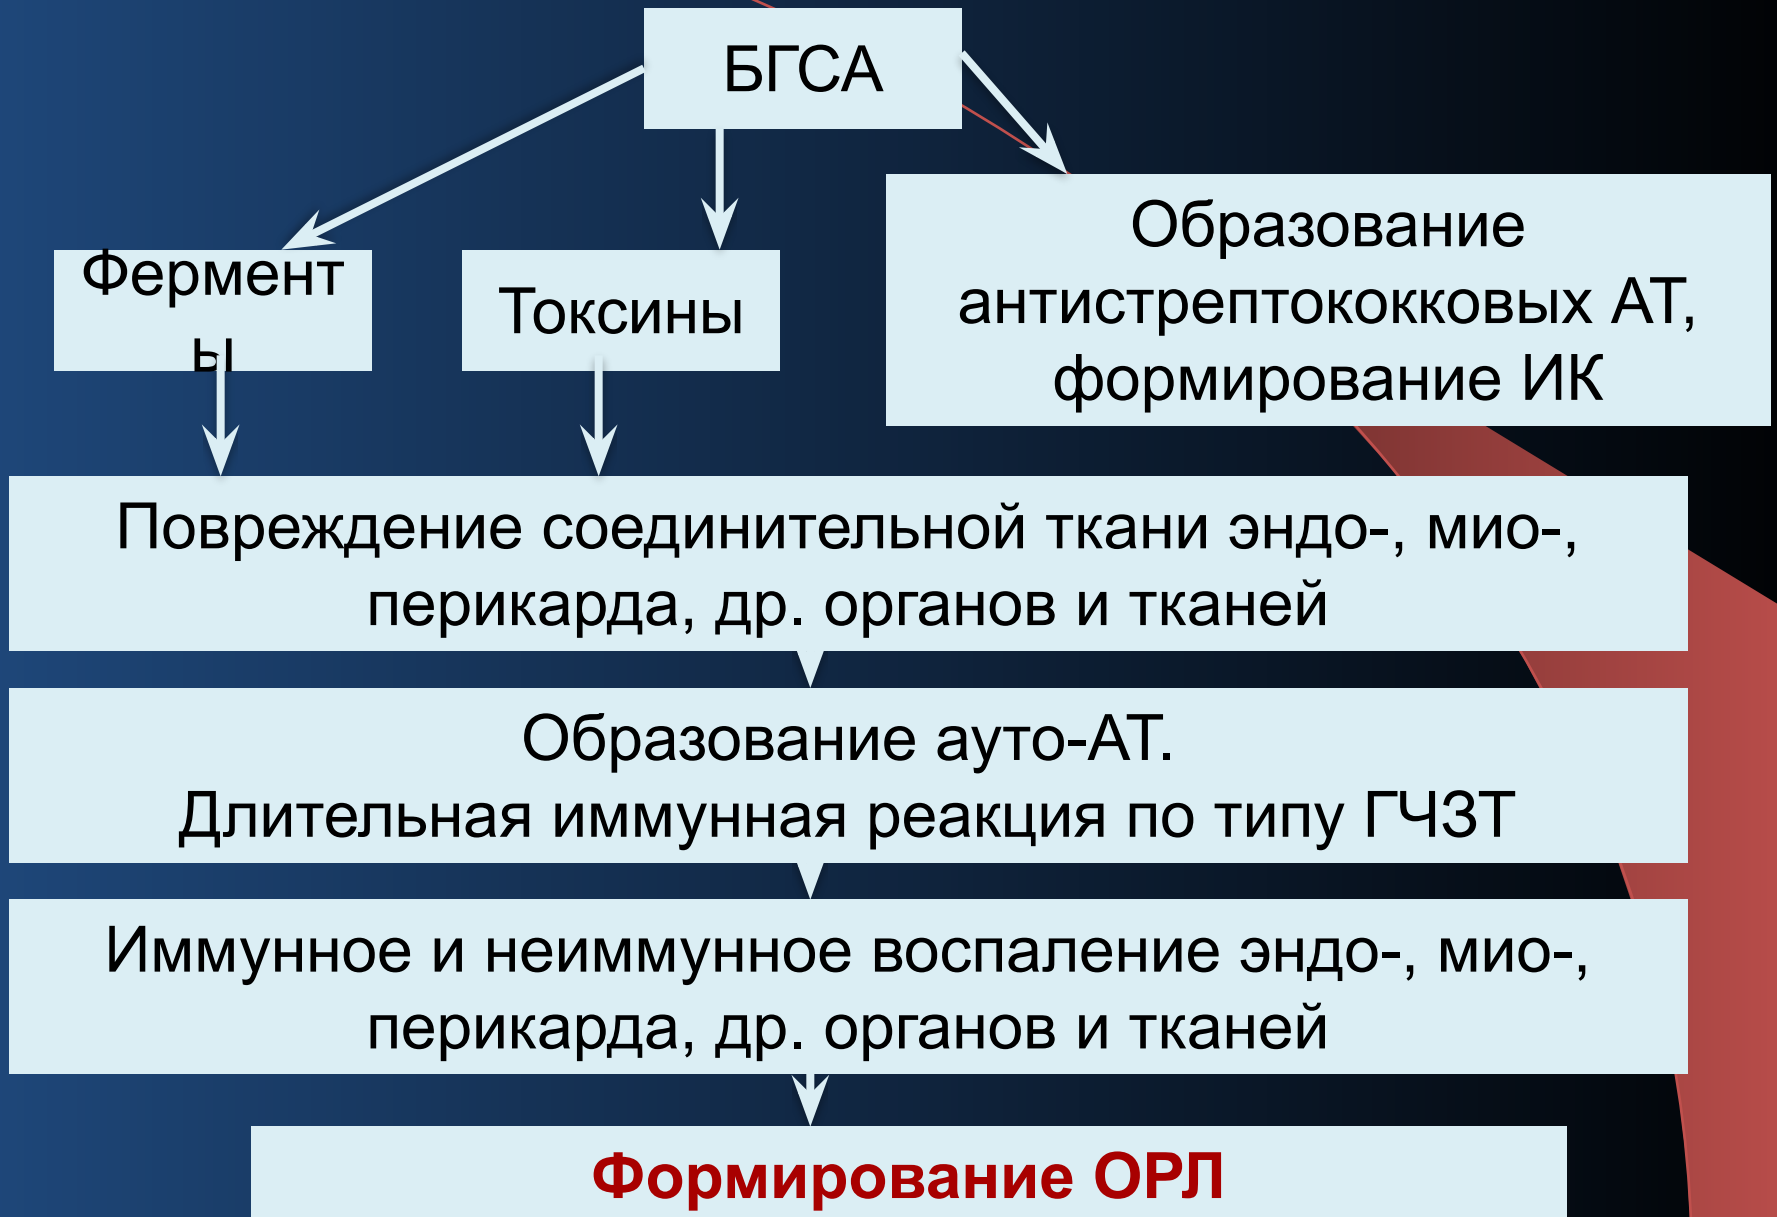 БГСА
Фермент
ы
Токсины
Образование
антистрептококковых АТ,
формирование ИК
Повреждение соединительной ткани эндо-, мио-,
перикарда, др. органов и тканей
Образование ауто-АТ.
Длительная иммунная реакция по типу ГЧЗТ
Иммунное и неиммунное воспаление эндо-, мио-,
перикарда, др. органов и тканей
Формирование ОРЛ